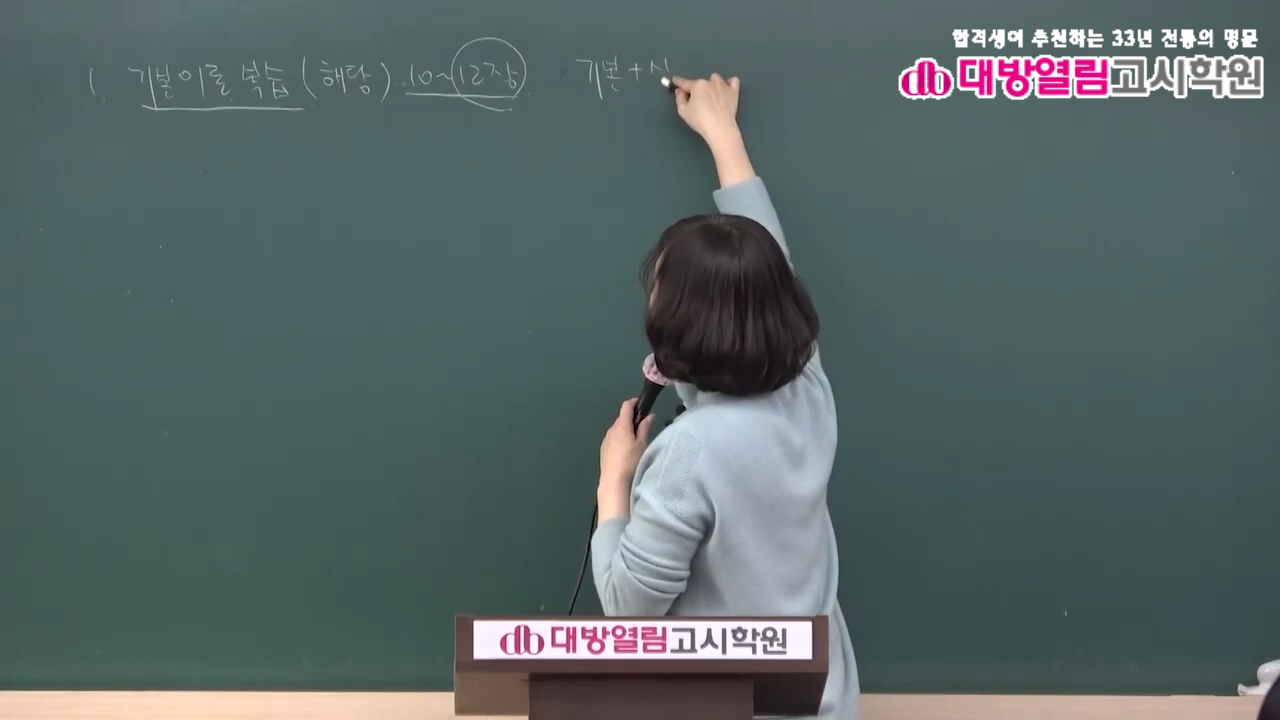 합격생이 추천하는 33년 전통의 명문
db 대방열림고시학원
1. 기본이론 복습 (해당) 10~12장
기본 + 심
db 대방열림고시학원